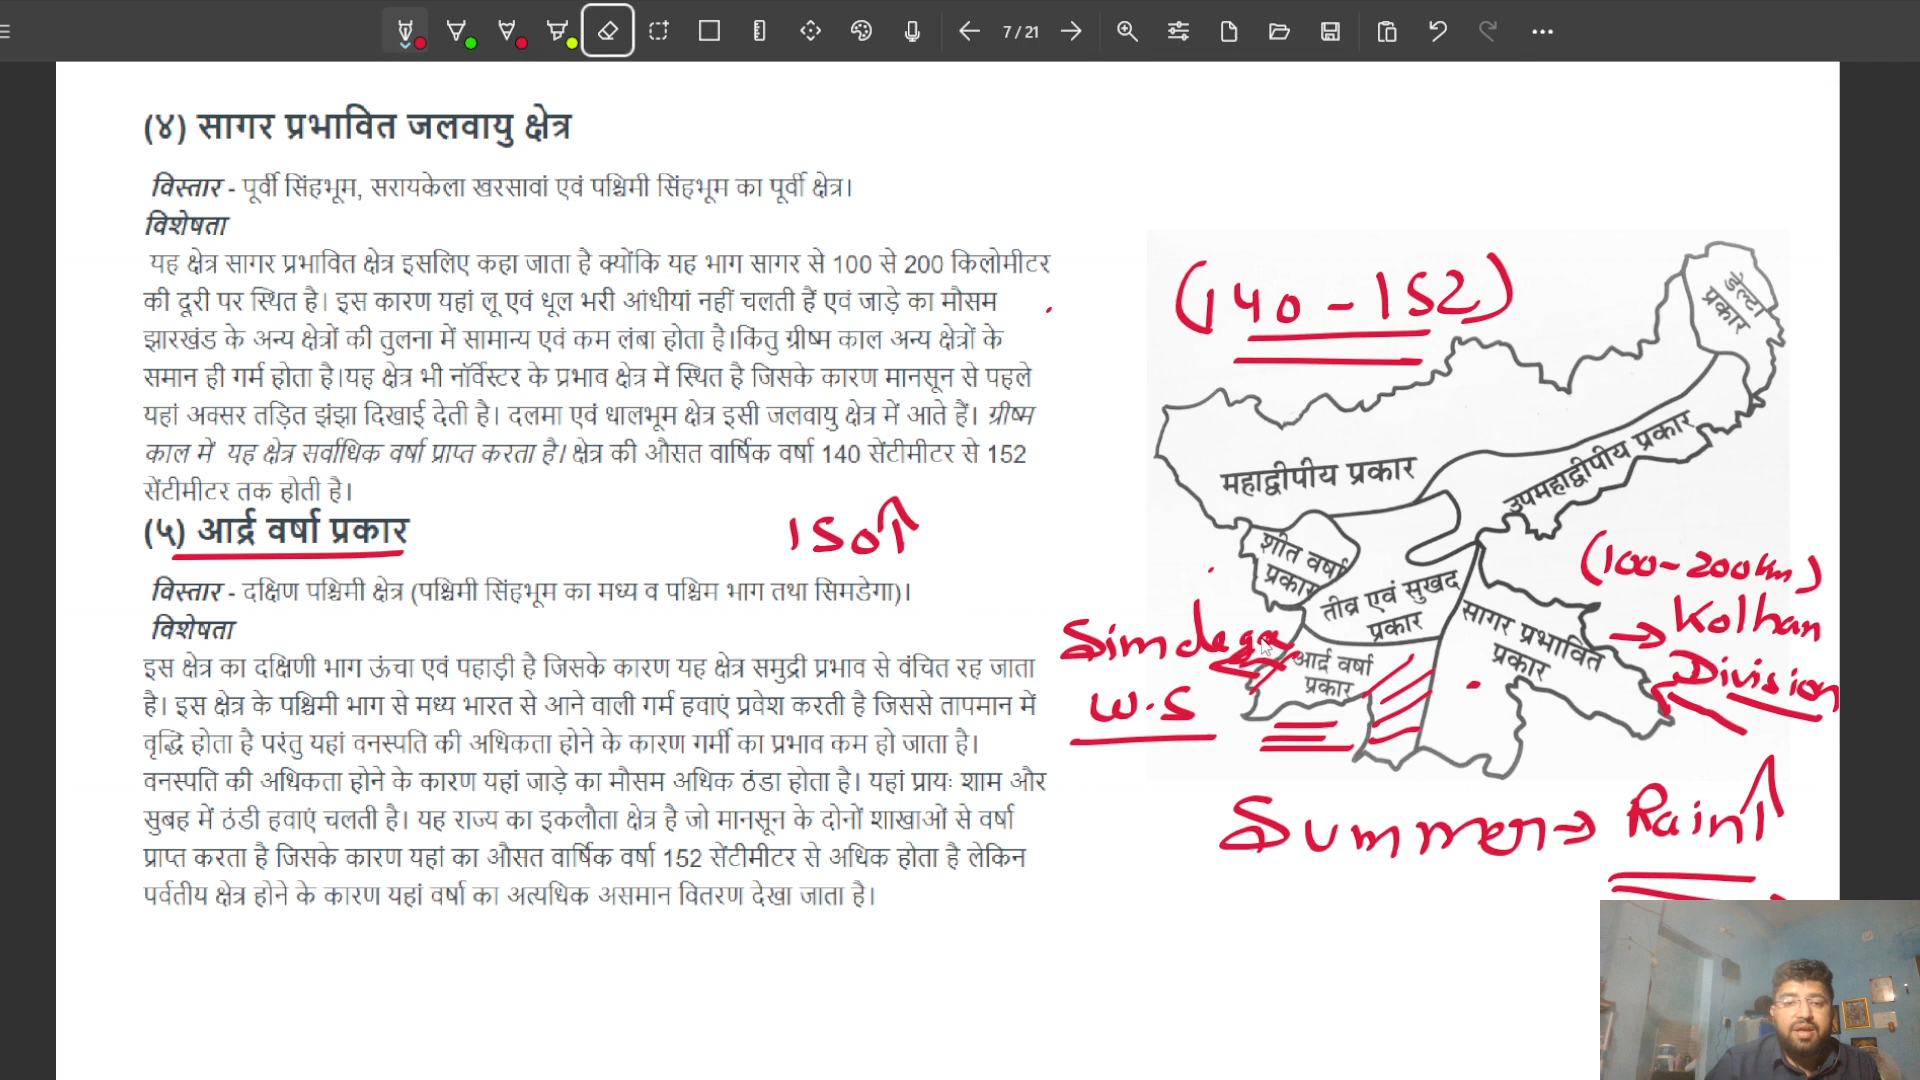 7 / 21
(४) सागर प्रभावित जलवायु क्षेत्र
विस्तार - पूर्वी सिंहभूम, सरायकेला खरसावां एवं पश्चिमी सिंहभूम का पूर्वी क्षेत्र।
विशेषता
यह क्षेत्र सागर प्रभावित क्षेत्र इसलिए कहा जाता है क्योंकि यह भाग सागर से 100 से 200 किलोमीटर
की दूरी पर स्थित है। इस कारण यहां लू एवं धूल भरी आंधीयां नहीं चलती हैं एवं जाड़े का मौसम
झारखंड के अन्य क्षेत्रों की तुलना में सामान्य एवं कम लंबा होता है।किंतु ग्रीष्म काल अन्य क्षेत्रों के
समान ही गर्म होता है।यह क्षेत्र भी नॉर्वेस्टर के प्रभाव क्षेत्र में स्थित है जिसके कारण मानसून से पहले
यहां अक्सर तड़ित झंझा दिखाई देती है। दलमा एवं धालभूम क्षेत्र इसी जलवायु क्षेत्र में आते हैं। ग्रीष्म
काल में यह क्षेत्र सर्वाधिक वर्षा प्राप्त करता है। क्षेत्र की औसत वार्षिक वर्षा 140 सेंटीमीटर से 152
सेंटीमीटर तक होती है।
(५) आर्द्र वर्षा प्रकार
150↑
विस्तार - दक्षिण पश्चिमी क्षेत्र (पश्चिमी सिंहभूम का मध्य व पश्चिम भाग तथा सिमडेगा)।
विशेषता
इस क्षेत्र का दक्षिणी भाग ऊंचा एवं पहाड़ी है जिसके कारण यह क्षेत्र समुद्री प्रभाव से वंचित रह जाता
है। इस क्षेत्र के पश्चिमी भाग से मध्य भारत से आने वाली गर्म हवाएं प्रवेश करती है जिससे तापमान में
वृद्धि होता है परंतु यहां वनस्पति की अधिकता होने के कारण गर्मी का प्रभाव कम हो जाता है।
वनस्पति की अधिकता होने के कारण यहां जाड़े का मौसम अधिक ठंडा होता है। यहां प्रायः शाम और
सुबह में ठंडी हवाएं चलती है। यह राज्य का इकलौता क्षेत्र है जो मानसून के दोनों शाखाओं से वर्षा
प्राप्त करता है जिसके कारण यहां का औसत वार्षिक वर्षा 152 सेंटीमीटर से अधिक होता है लेकिन
पर्वतीय क्षेत्र होने के कारण यहां वर्षा का अत्यधिक असमान वितरण देखा जाता है।
(140 - 152)
डेल्टा
प्रकार
महाद्वीपीय प्रकार
उपमहाद्वीपीय प्रकार
शीत वर्षा
प्रकार
तीव्र एवं सुखद
प्रकार
सागर प्रभावित
प्रकार
आर्द्र वर्षा
प्रकार
(100-200km)
→ Kolhan
Division
Simdega
W.S
Summer → Rain↑